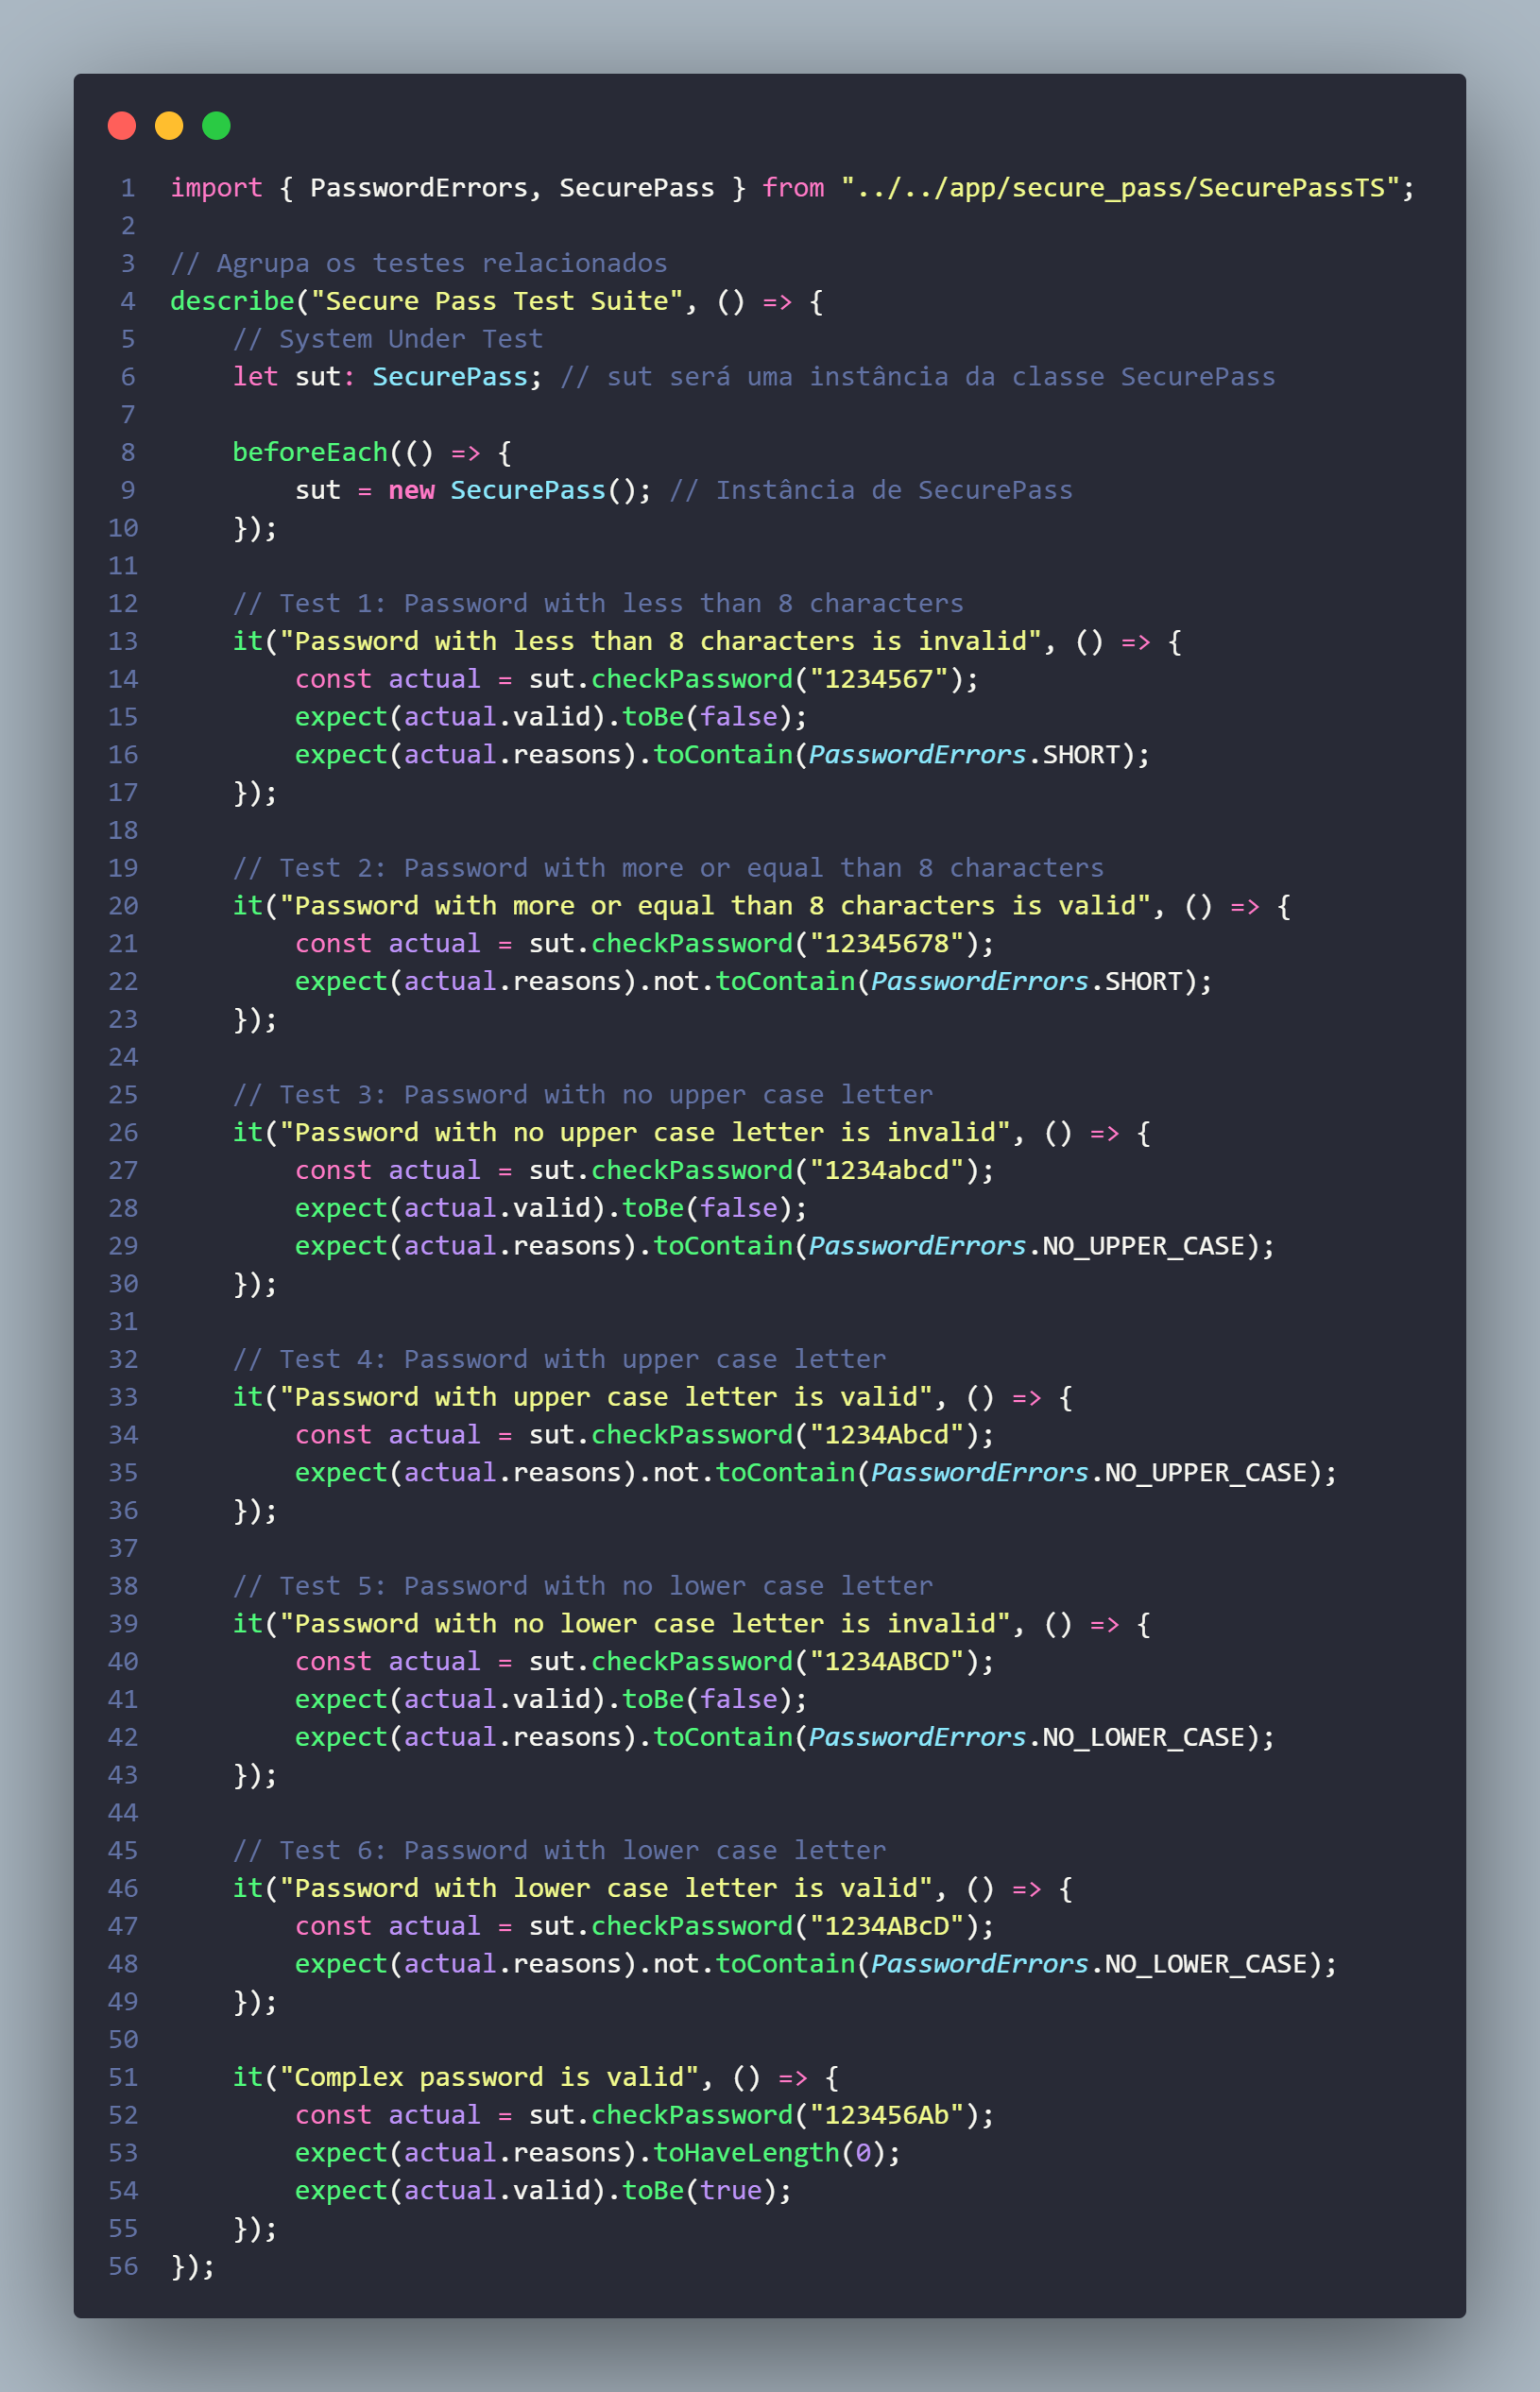 1 import { PasswordErrors, SecurePass } from "../../app/secure_pass/SecurePassTS";
2
3 // Agrupa os testes relacionados
4 describe("Secure Pass Test Suite", () => {
5     // System Under Test
6     let sut: SecurePass; // sut será uma instância da classe SecurePass
7
8     beforeEach(() => {
9         sut = new SecurePass(); // Instância de SecurePass
10     });
11
12     // Test 1: Password with less than 8 characters
13     it("Password with less than 8 characters is invalid", () => {
14         const actual = sut.checkPassword("1234567");
15         expect(actual.valid).toBe(false);
16         expect(actual.reasons).toContain(PasswordErrors.SHORT);
17     });
18
19     // Test 2: Password with more or equal than 8 characters
20     it("Password with more or equal than 8 characters is valid", () => {
21         const actual = sut.checkPassword("12345678");
22         expect(actual.reasons).not.toContain(PasswordErrors.SHORT);
23     });
24
25     // Test 3: Password with no upper case letter
26     it("Password with no upper case letter is invalid", () => {
27         const actual = sut.checkPassword("1234abcd");
28         expect(actual.valid).toBe(false);
29         expect(actual.reasons).toContain(PasswordErrors.NO_UPPER_CASE);
30     });
31
32     // Test 4: Password with upper case letter
33     it("Password with upper case letter is valid", () => {
34         const actual = sut.checkPassword("1234Abcd");
35         expect(actual.reasons).not.toContain(PasswordErrors.NO_UPPER_CASE);
36     });
37
38     // Test 5: Password with no lower case letter
39     it("Password with no lower case letter is invalid", () => {
40         const actual = sut.checkPassword("1234ABCD");
41         expect(actual.valid).toBe(false);
42         expect(actual.reasons).toContain(PasswordErrors.NO_LOWER_CASE);
43     });
44
45     // Test 6: Password with lower case letter
46     it("Password with lower case letter is valid", () => {
47         const actual = sut.checkPassword("1234ABcD");
48         expect(actual.reasons).not.toContain(PasswordErrors.NO_LOWER_CASE);
49     });
50
51     it("Complex password is valid", () => {
52         const actual = sut.checkPassword("123456Ab");
53         expect(actual.reasons).toHaveLength(0);
54         expect(actual.valid).toBe(true);
55     });
56 });